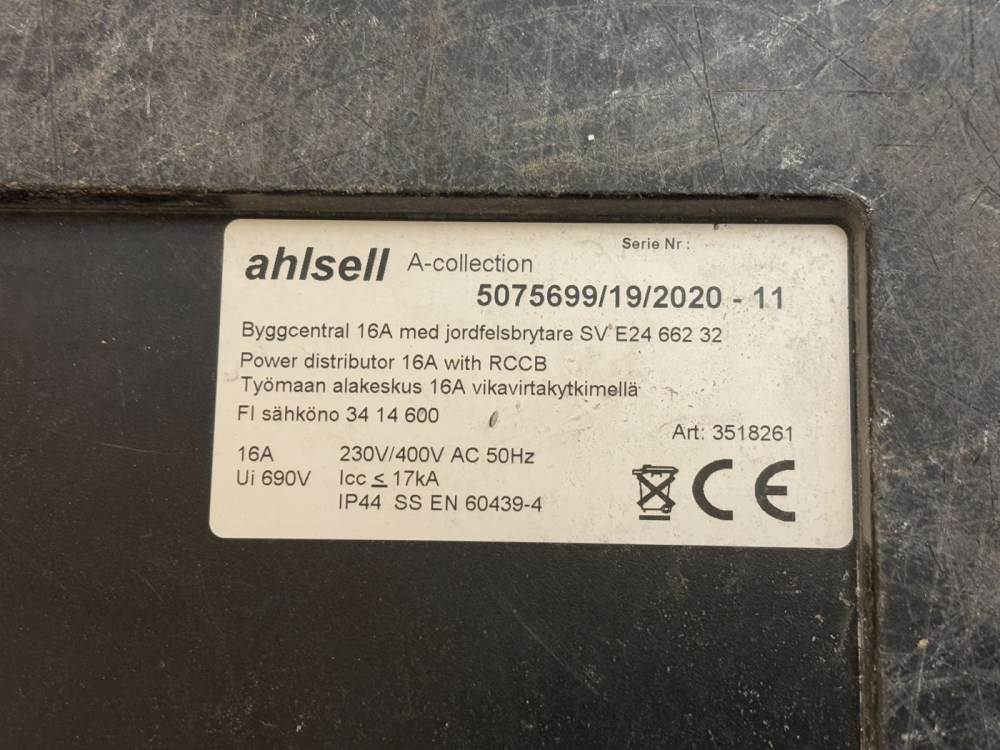 ahlsell A-collection
Serie Nr :
5075699/19/2020 - 11
Byggcentral 16A med jordfelsbrytare SV E24 662 32
Power distributor 16A with RCCB
Työmaan alakeskus 16A vikavirtakytkimellä
FI sähköno 34 14 600
Art: 3518261
16A 230V/400V AC 50Hz
Ui 690V Icc ≤ 17kA
IP44 SS EN 60439-4
CE